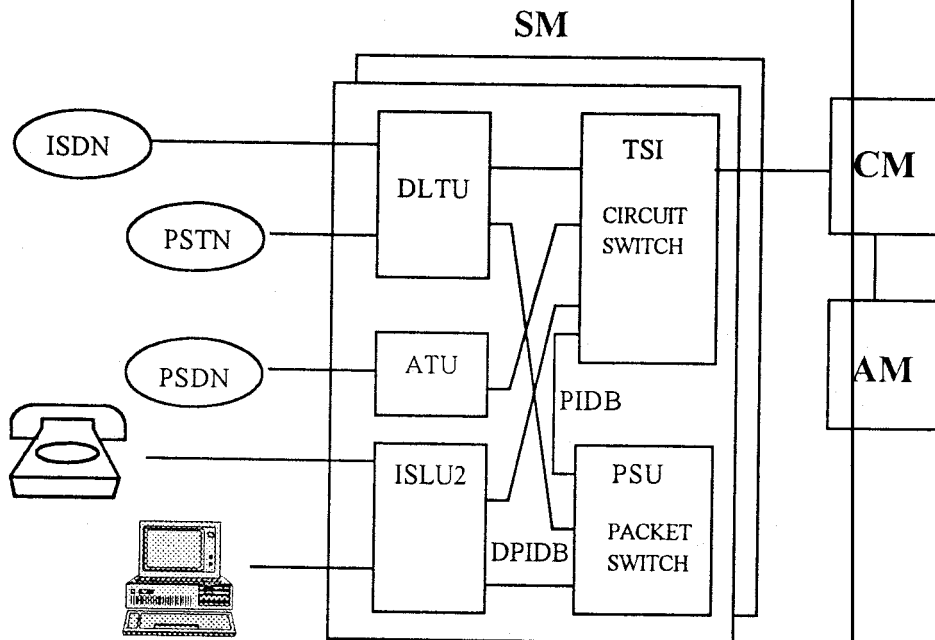 SM
ISDN
PSTN
PSDN
DLTU
ATU
ISLU2
TSI
CIRCUIT
SWITCH
PIDB
DPIDB
PSU
PACKET
SWITCH
CM
AM